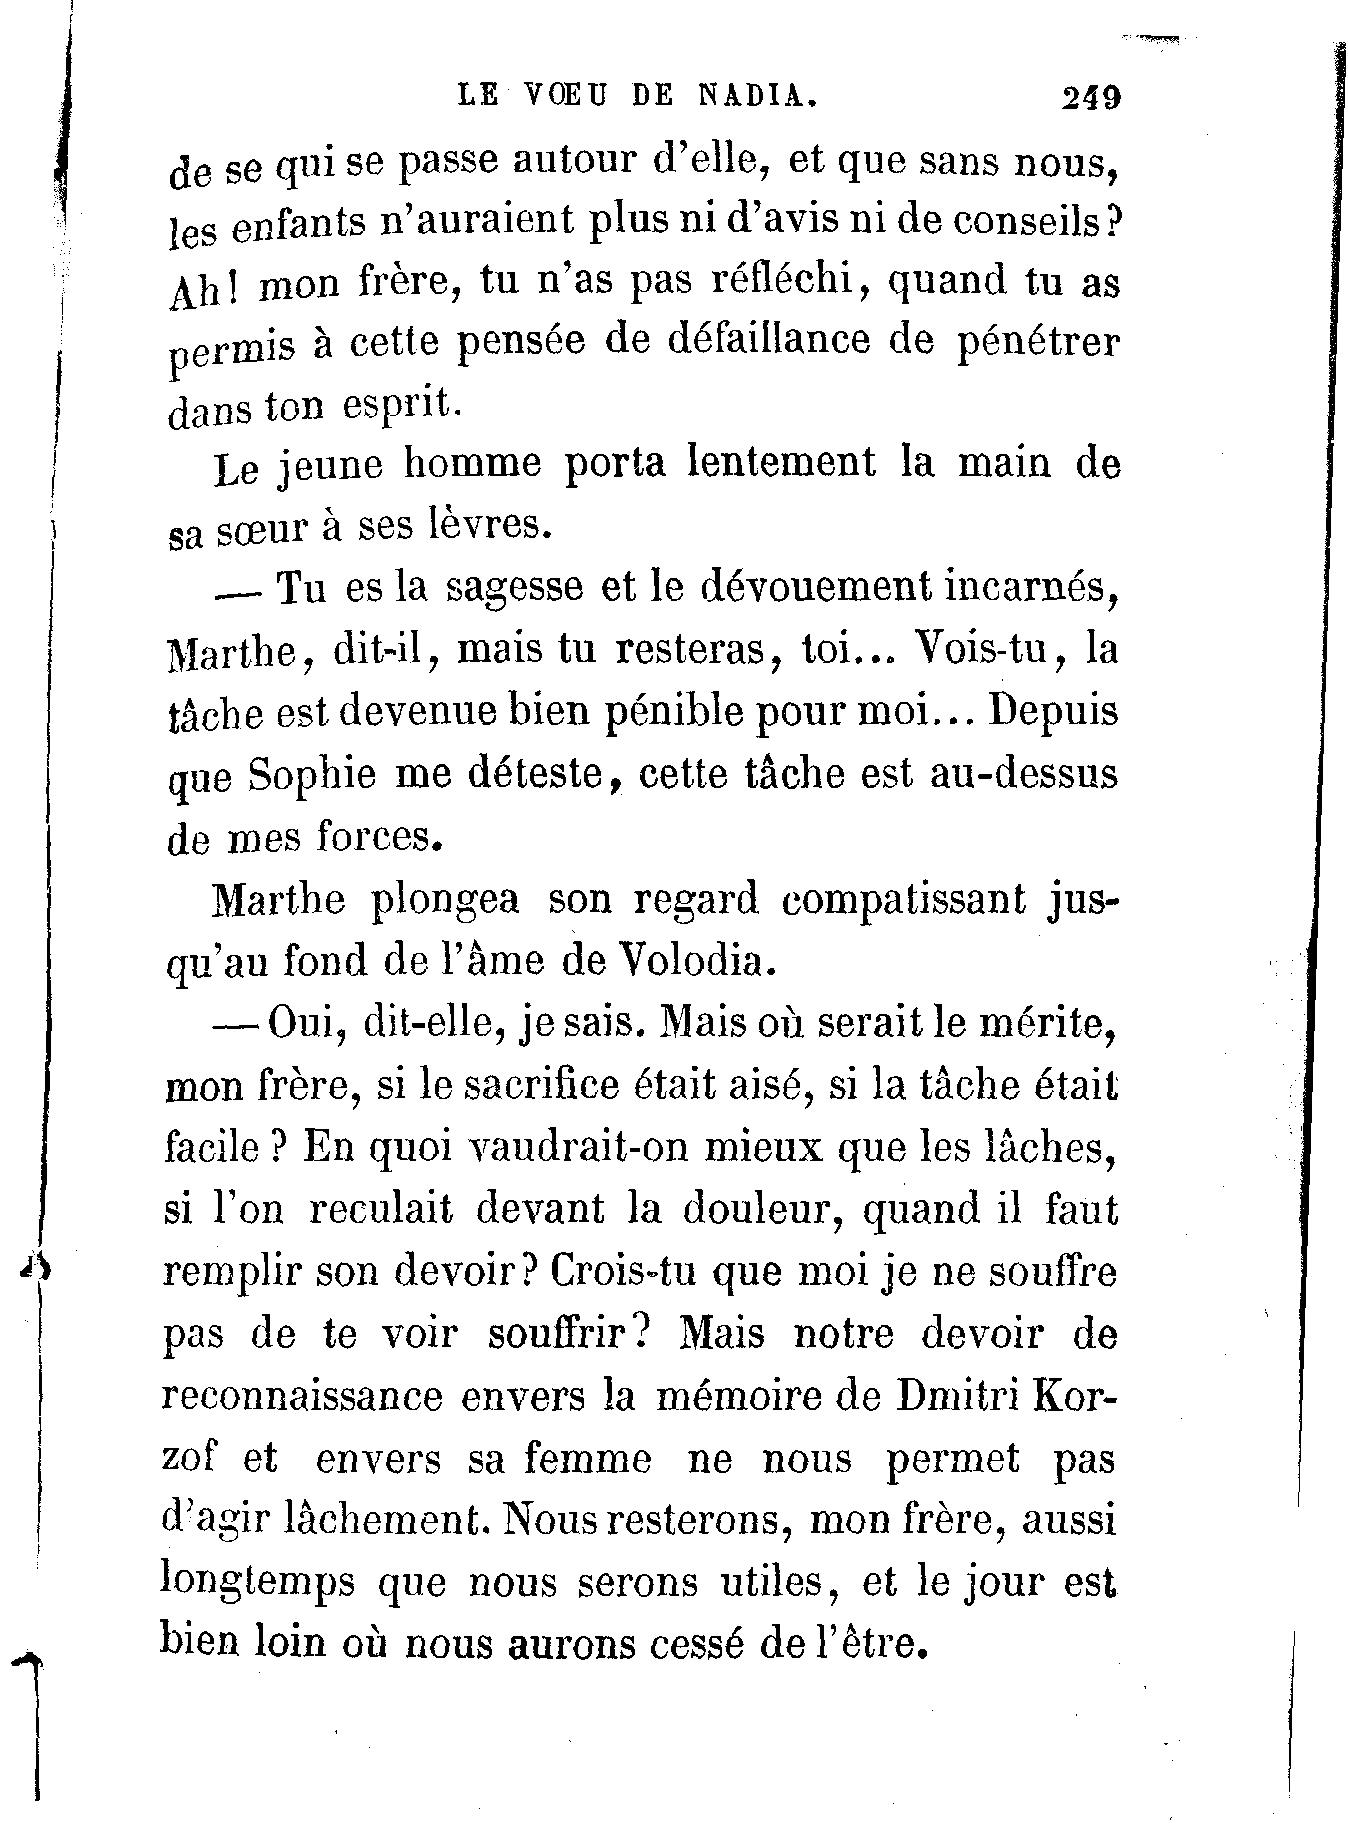 LE VŒU DE NADIA. 249
de se qui se passe autour d'elle, et que sans nous,
les enfants n'auraient plus ni d'avis ni de conseils?
Ah! mon frère, tu n'as pas réfléchi, quand tu as
permis à cette pensée de défaillance de pénétrer
dans ton esprit.
Le jeune homme porta lentement la main de
sa sœur à ses lèvres.
— Tu es la sagesse et le dévouement incarnés,
Marthe, dit-il, mais tu resteras, toi... Vois-tu, la
tâche est devenue bien pénible pour moi... Depuis
que Sophie me déteste, cette tâche est au-dessus
de mes forces.
Marthe plongea son regard compatissant jus-
qu'au fond de l'âme de Volodia.
— Oui, dit-elle, je sais. Mais où serait le mérite,
mon frère, si le sacrifice était aisé, si la tâche était
facile ? En quoi vaudrait-on mieux que les lâches,
si l'on reculait devant la douleur, quand il faut
remplir son devoir? Crois-tu que moi je ne souffre
pas de te voir souffrir? Mais notre devoir de
reconnaissance envers la mémoire de Dmitri Kor-
zof et envers sa femme ne nous permet pas
d'agir lâchement. Nous resterons, mon frère, aussi
longtemps que nous serons utiles, et le jour est
bien loin où nous aurons cessé de l'être.